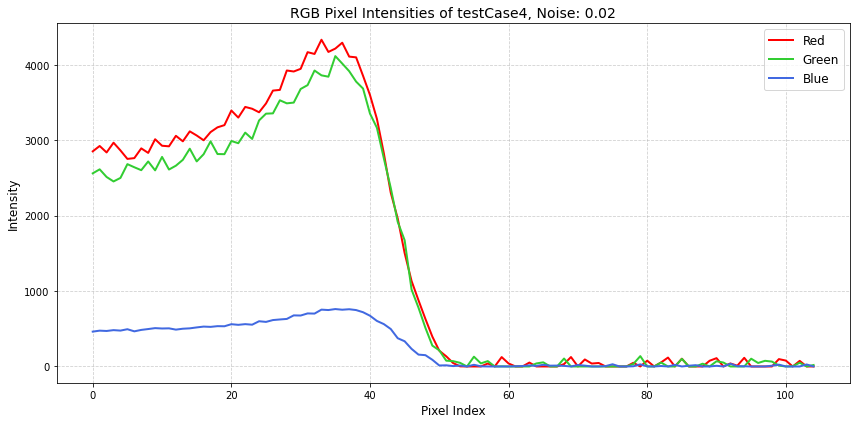 RGB Pixel Intensities of testCase4, Noise: 0.02
Red
Green
Blue
Intensity
4000
3000
2000
1000
0
0 20 40 60 80 100
Pixel Index